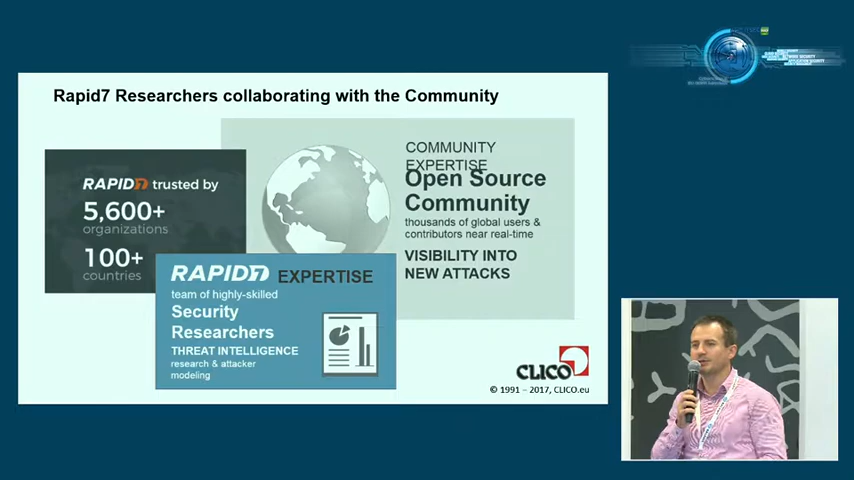 Rapid7 Researchers collaborating with the Community
RAPID7 trusted by
5,600+
organizations
100+
countries
COMMUNITY
EXPERTISE
Open Source
Community
thousands of global users &
contributors near real-time
VISIBILITY INTO
NEW ATTACKS
RAPID7 EXPERTISE
team of highly-skilled
Security
Researchers
THREAT INTELLIGENCE
research & attacker
modeling
CLICO
© 1991 – 2017, CLICO.eu